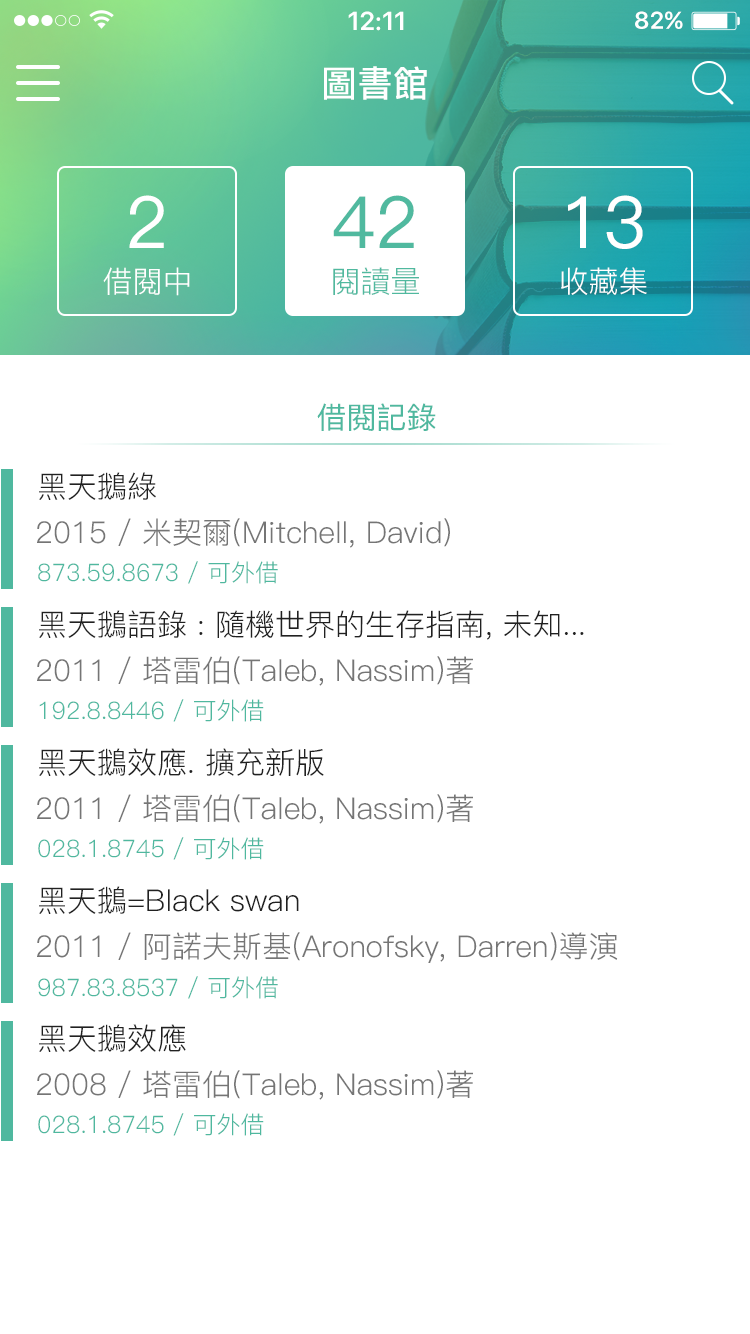 12:11
82%
圖書館
2
借閱中
42
閱讀量
13
收藏集
借閱記錄
黑天鵝綠
2015 / 米契爾(Mitchell, David)
873.59.8673 / 可外借
黑天鵝語錄 : 隨機世界的生存指南, 未知...
2011 / 塔雷伯(Taleb, Nassim)著
192.8.8446 / 可外借
黑天鵝效應. 擴充新版
2011 / 塔雷伯(Taleb, Nassim)著
028.1.8745 / 可外借
黑天鵝=Black swan
2011 / 阿諾夫斯基(Aronofsky, Darren)導演
987.83.8537 / 可外借
黑天鵝效應
2008 / 塔雷伯(Taleb, Nassim)著
028.1.8745 / 可外借